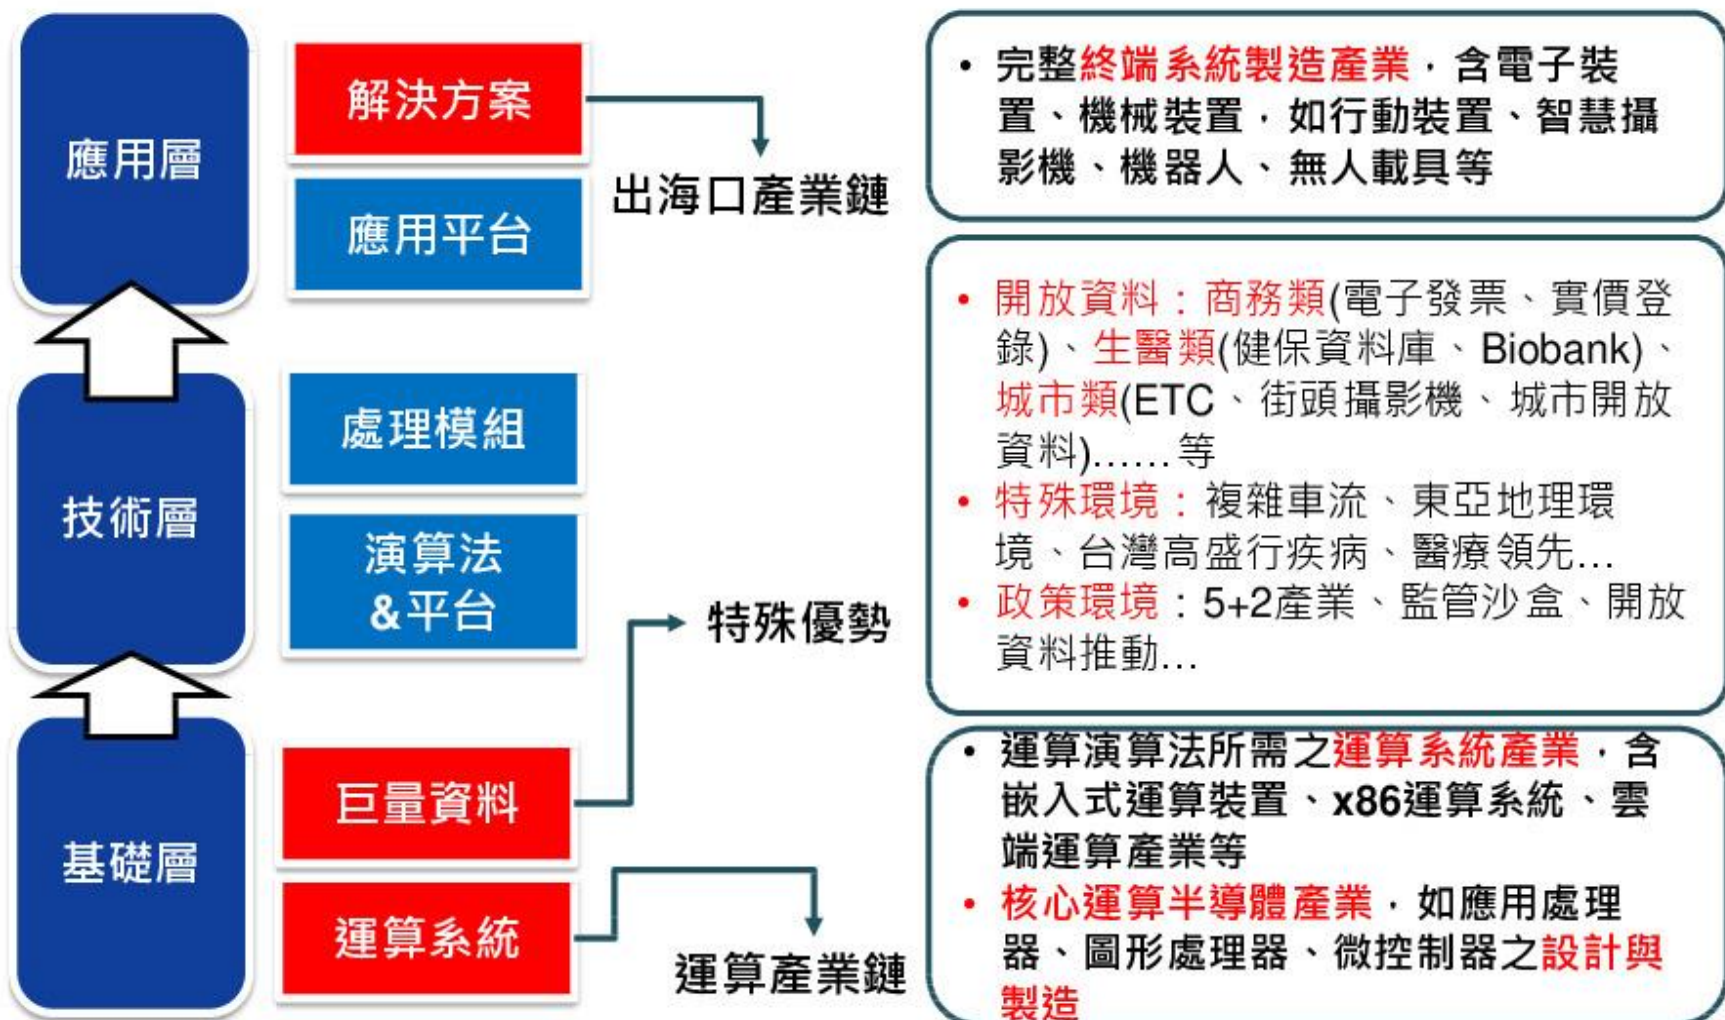 應用層
解決方案
應用平台
出海口產業鏈
• 完整終端系統製造產業，含電子裝
置、機械裝置，如行動裝置、智慧攝
影機、機器人、無人載具等
技術層
處理模組
演算法
&平台
特殊優勢
• 開放資料：商務類(電子發票、實價登
錄)、生醫類(健保資料庫、Biobank)、
城市類(ETC、街頭攝影機、城市開放
資料)......等
• 特殊環境：複雜車流、東亞地理環
境、台灣高盛行疾病、醫療領先...
• 政策環境：5+2產業、監管沙盒、開放
資料推動...
基礎層
巨量資料
運算系統
運算產業鏈
• 運算演算法所需之運算系統產業，含
嵌入式運算裝置、x86運算系統、雲
端運算產業等
• 核心運算半導體產業，如應用處理
器、圖形處理器、微控制器之設計與
製造